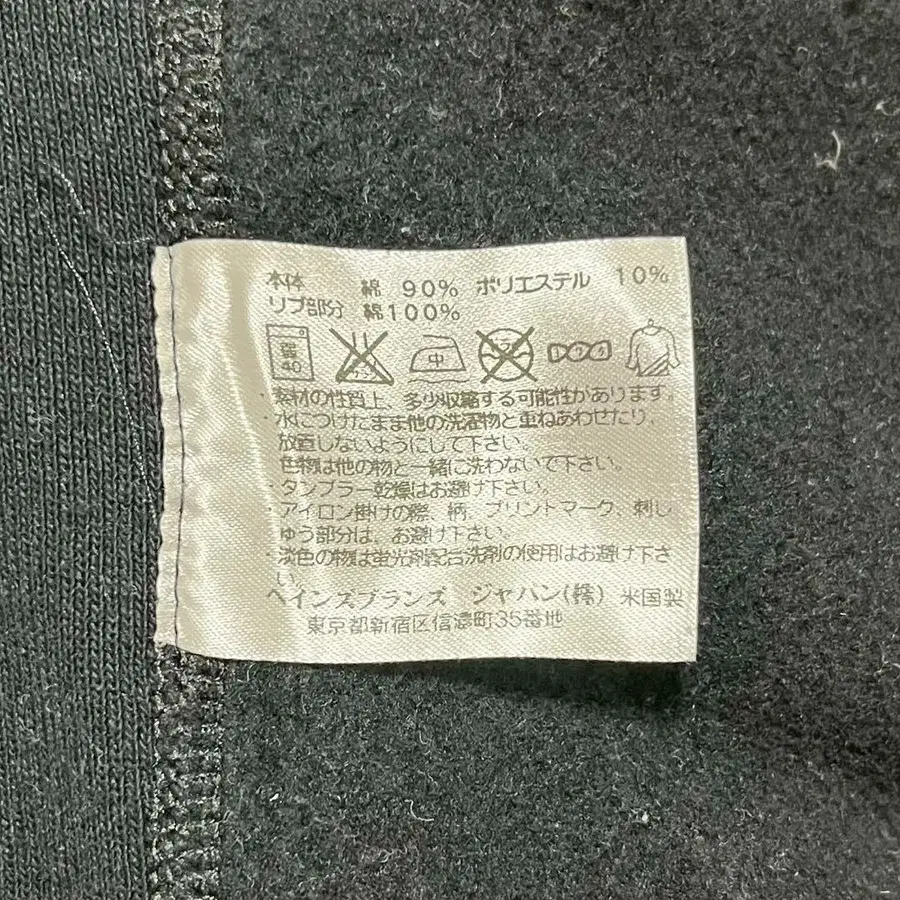 本体 綿 90% ポリエステル 10%
リブ部分 綿100%
40 中
・素材の性質上、多少収縮する可能性があります。
・水につけたまま他の洗濯物と重ねあわせたり、
放置しないようにして下さい。
色物は他の物と一緒に洗わないで下さい。
・タンブラー乾燥はお避け下さい。
・アイロン掛けの際、柄、プリントマーク、刺し
ゅう部分は、お避け下さい。
・淡色の物は蛍光剤配合洗剤の使用はお避け下さ
い。
ヘインズブランズ ジャパン(株) 米国製
東京都新宿区信濃町35番地